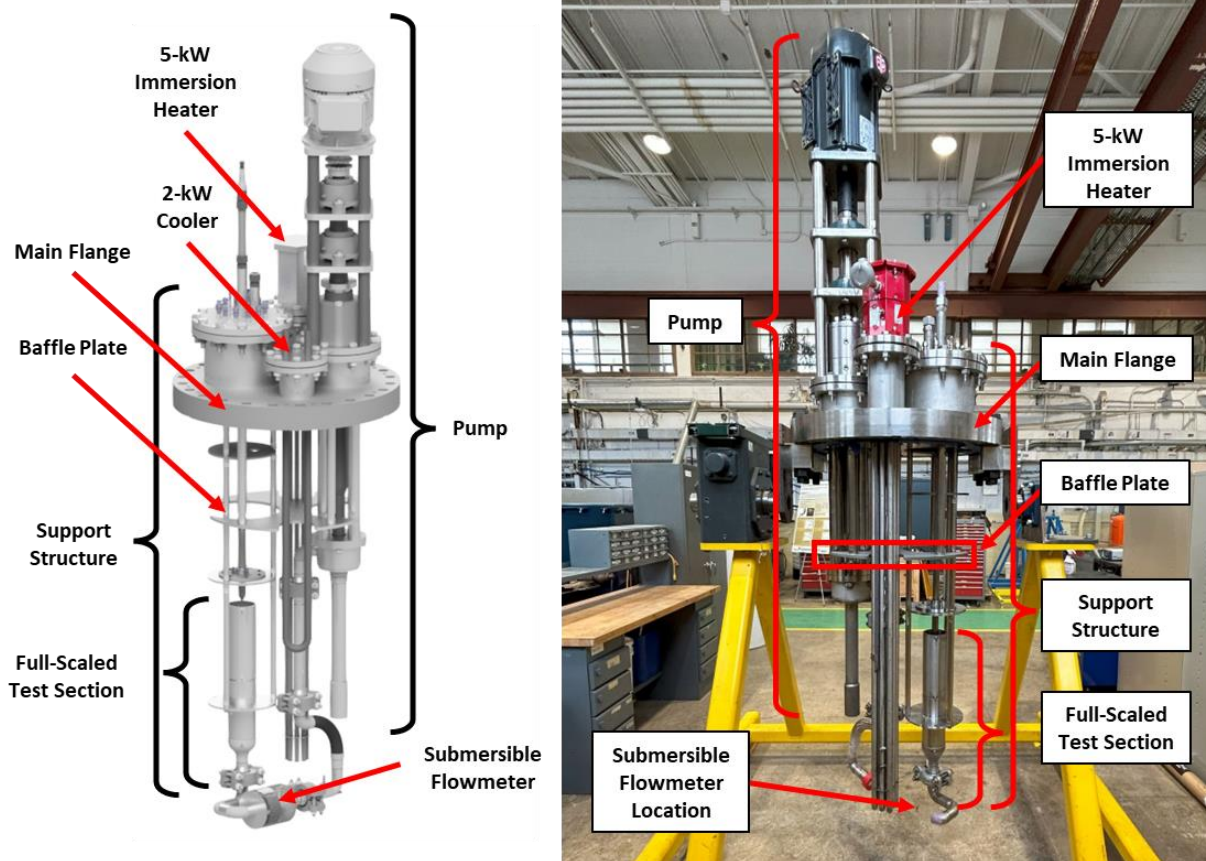 5-kW
Immersion
Heater
2-kW
Cooler
Main Flange
Baffle Plate
Support
Structure
Full-Scaled
Test Section
Pump
Submersible
Flowmeter
5-kW
Immersion
Heater
Pump
Main Flange
Baffle Plate
Support
Structure
Full-Scaled
Test Section
Submersible
Flowmeter
Location